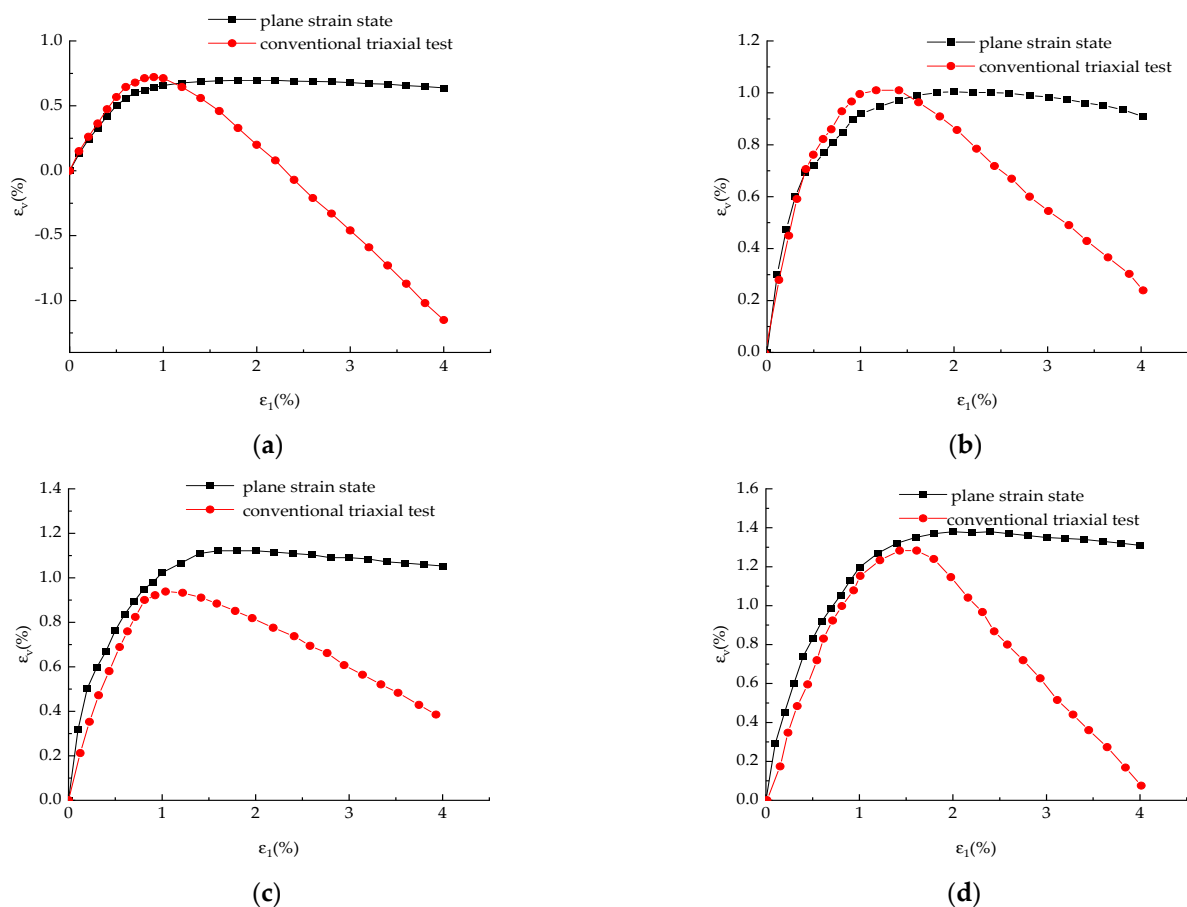 plane strain state
conventional triaxial test
1.0
0.5
0.0
-0.5
-1.0
εᵥ(%)
0 1 2 3 4
ε₁(%)
(a)
plane strain state
conventional triaxial test
1.2
1.0
0.8
0.6
0.4
0.2
0.0
εᵥ(%)
0 1 2 3 4
ε₁(%)
(b)
plane strain state
conventional triaxial test
1.4
1.2
1.0
0.8
0.6
0.4
0.2
0.0
εᵥ(%)
0 1 2 3 4
ε₁(%)
(c)
plane strain state
conventional triaxial test
1.6
1.4
1.2
1.0
0.8
0.6
0.4
0.2
0.0
εᵥ(%)
0 1 2 3 4
ε₁(%)
(d)